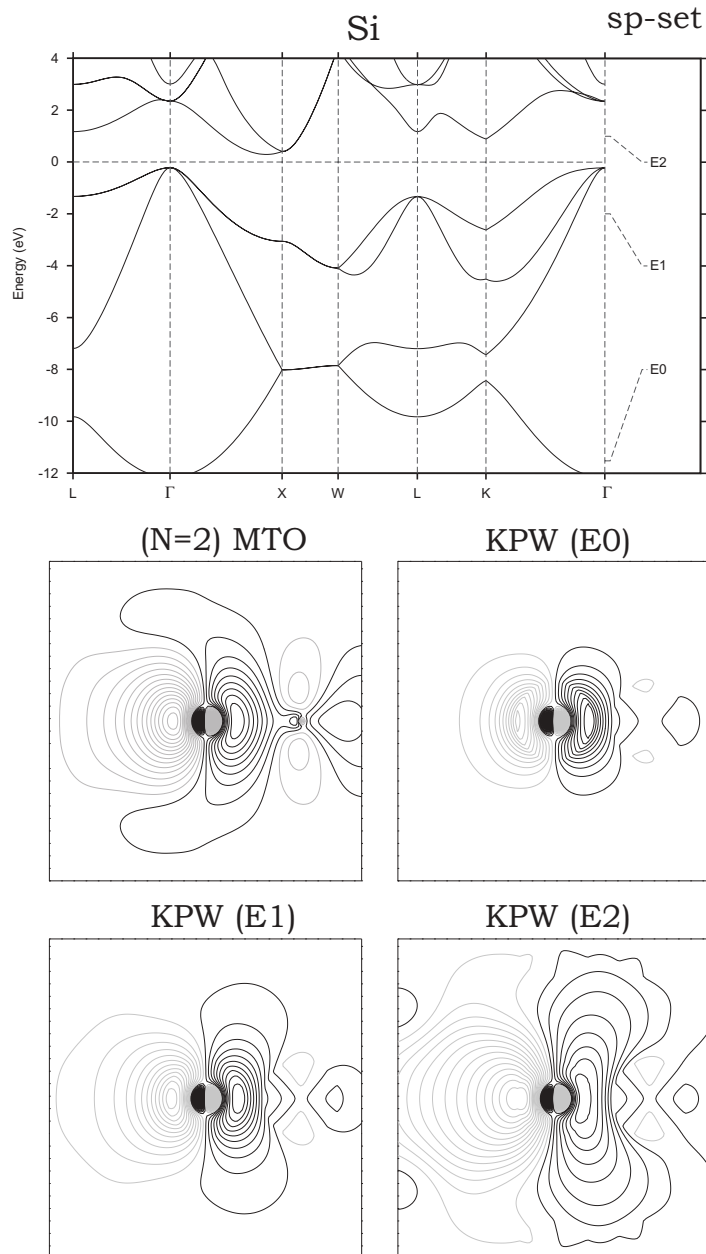 Si
sp-set
4
2
0
-2
-4
-6
-8
-10
-12
Energy (eV)
E2
E1
E0
L Γ X W L K Γ
(N=2) MTO
KPW (E0)
KPW (E1)
KPW (E2)